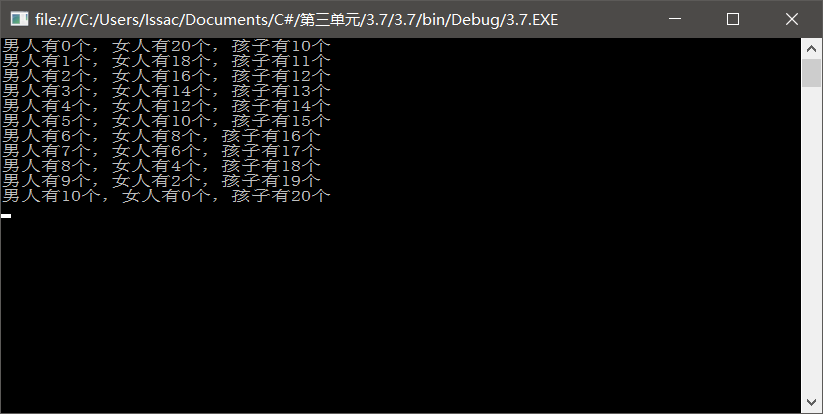 file:///C:/Users/Issac/Documents/C#/第三单元/3.7/3.7/bin/Debug/3.7.EXE
男人有0个，女人有20个，孩子有10个
男人有1个，女人有18个，孩子有11个
男人有2个，女人有16个，孩子有12个
男人有3个，女人有14个，孩子有13个
男人有4个，女人有12个，孩子有14个
男人有5个，女人有10个，孩子有15个
男人有6个，女人有8个，孩子有16个
男人有7个，女人有6个，孩子有17个
男人有8个，女人有4个，孩子有18个
男人有9个，女人有2个，孩子有19个
男人有10个，女人有0个，孩子有20个